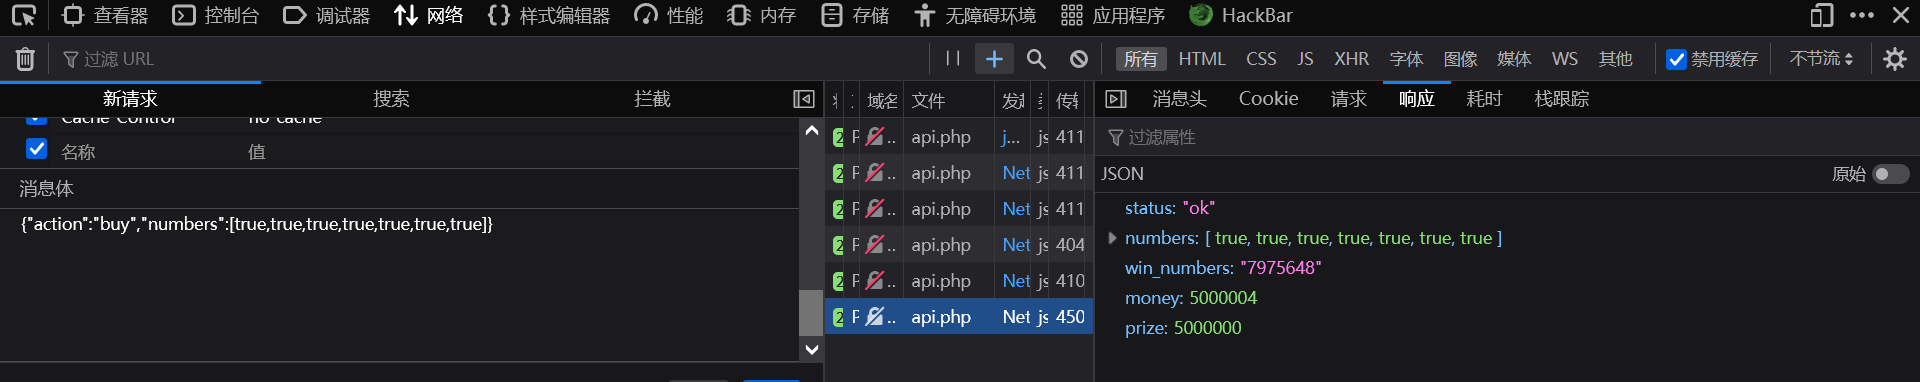 查看器 控制台 调试器 网络 样式编辑器 性能 内存 存储 无障碍环境 应用程序 HackBar
过滤 URL
所有 HTML CSS JS XHR 字体 图像 媒体 WS 其他 禁用缓存 不节流
新请求 搜索 拦截
域名 文件 发起 传输
消息头 Cookie 请求 响应 耗时 栈跟踪
Cache-Control no-cache
名称 值
消息体
{"action":"buy","numbers":[true,true,true,true,true,true,true]}
2 P .. api.php j... js 411
2 P .. api.php Net js 411
2 P .. api.php Net js 411
2 P .. api.php Net js 404
2 P .. api.php Net js 410
2 P .. api.php Net js 450
过滤属性
JSON 原始
status: "ok"
numbers: [ true, true, true, true, true, true, true ]
win_numbers: "7975648"
money: 5000004
prize: 5000000